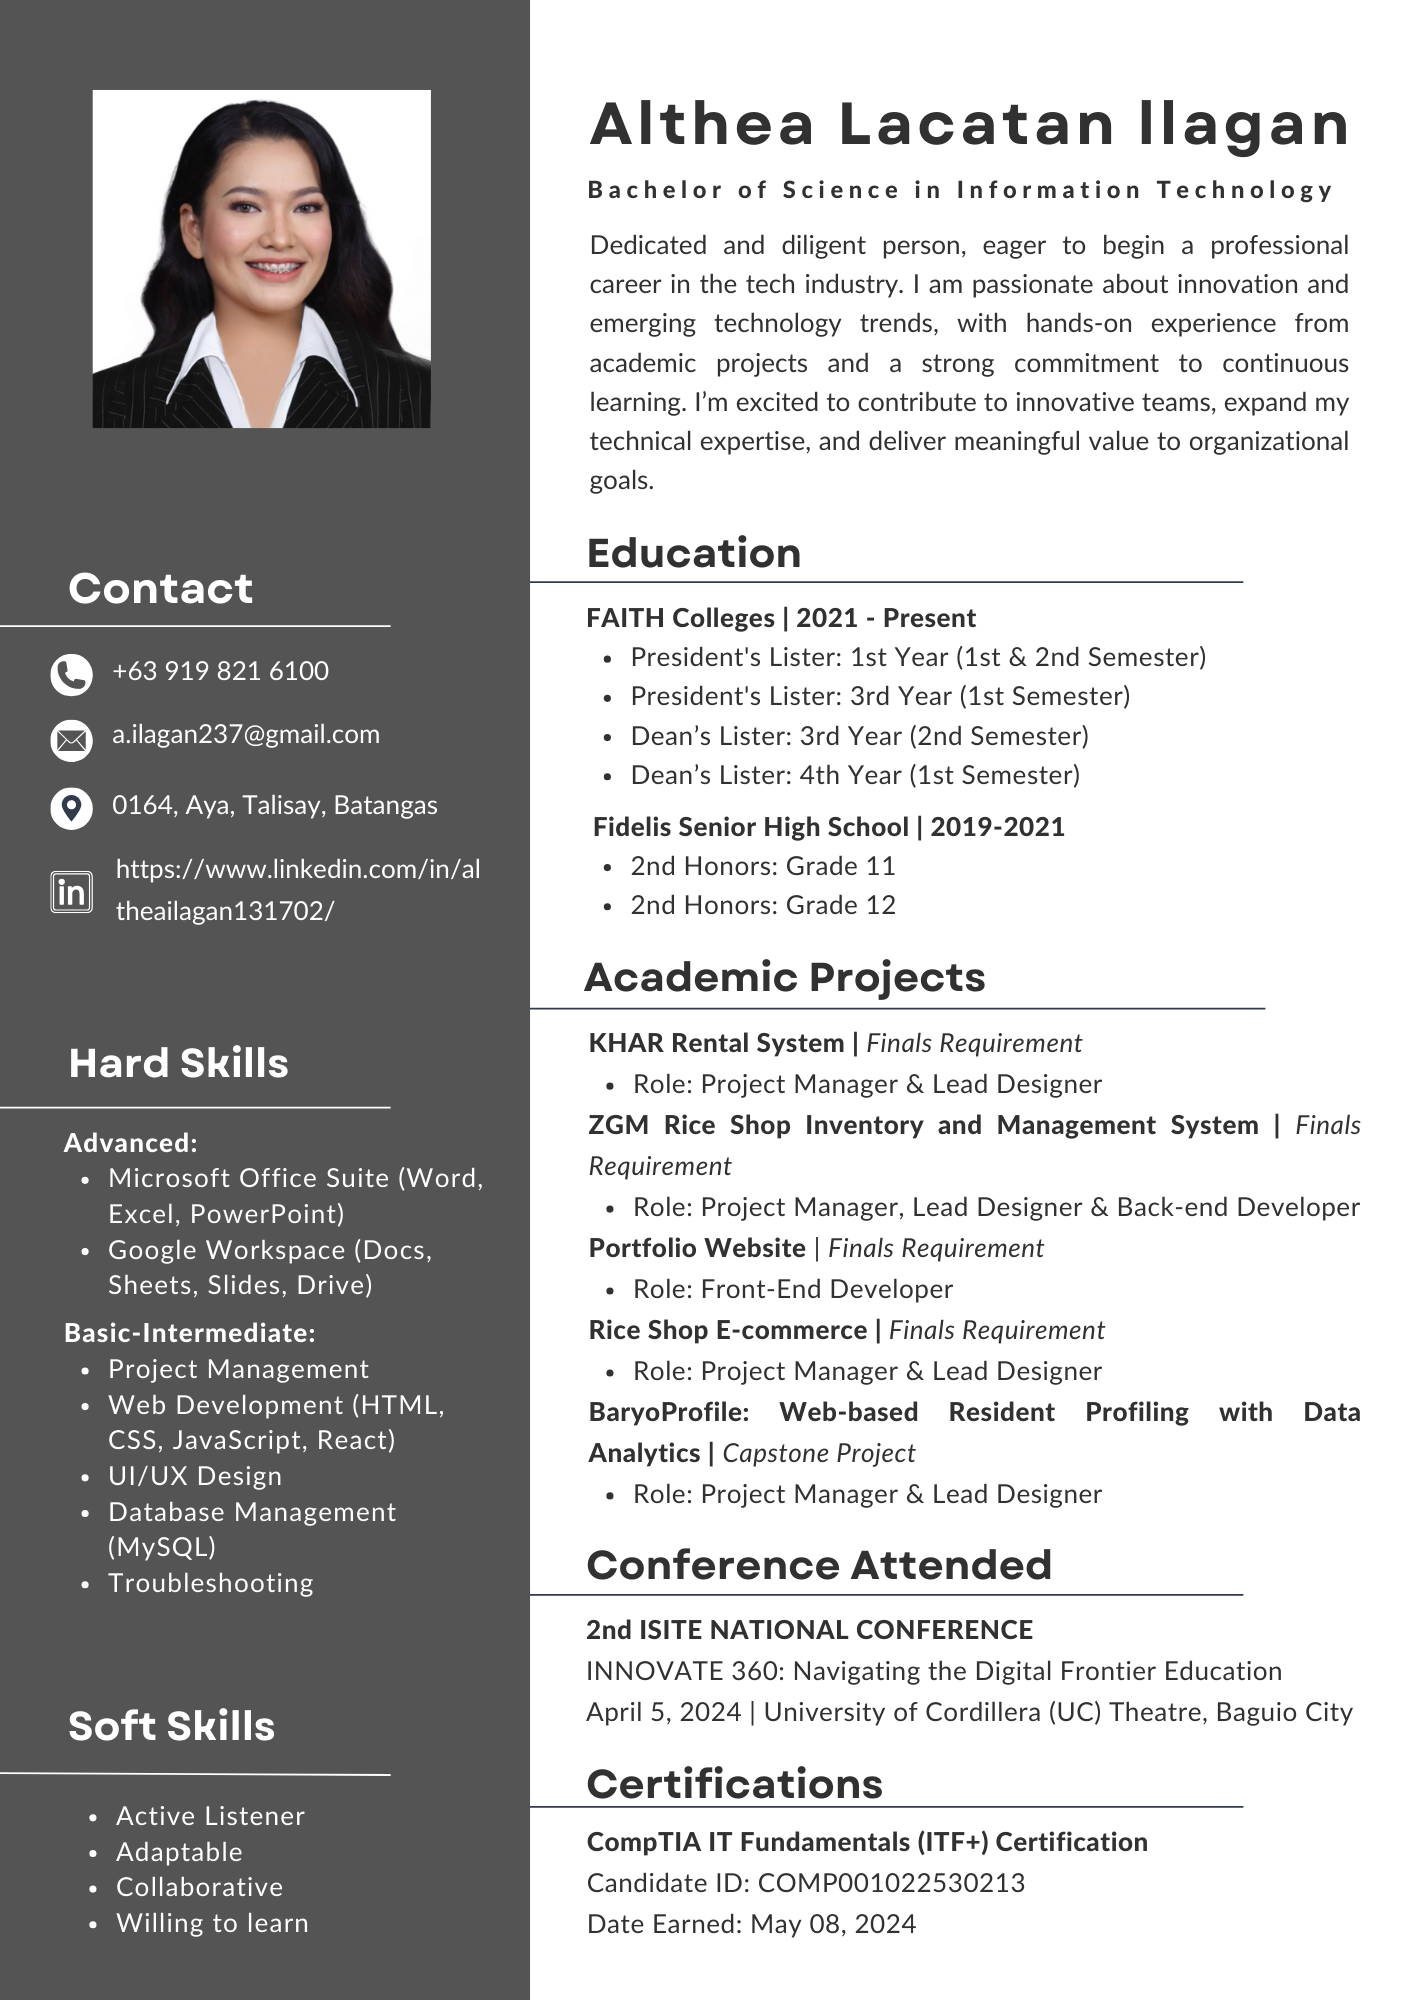 Althea Lacatan Ilagan
Bachelor of Science in Information Technology
Dedicated and diligent person, eager to begin a professional
career in the tech industry. I am passionate about innovation and
emerging technology trends, with hands-on experience from
academic projects and a strong commitment to continuous
learning. I’m excited to contribute to innovative teams, expand my
technical expertise, and deliver meaningful value to organizational
goals.
Contact
+63 919 821 6100
a.ilagan237@gmail.com
0164, Aya, Talisay, Batangas
in
https://www.linkedin.com/in/al
theailagan131702/
Hard Skills
Advanced:
• Microsoft Office Suite (Word,
Excel, PowerPoint)
• Google Workspace (Docs,
Sheets, Slides, Drive)
Basic-Intermediate:
• Project Management
• Web Development (HTML,
CSS, JavaScript, React)
• UI/UX Design
• Database Management
(MySQL)
• Troubleshooting
Soft Skills
• Active Listener
• Adaptable
• Collaborative
• Willing to learn
Education
FAITH Colleges | 2021 - Present
• President's Lister: 1st Year (1st & 2nd Semester)
• President's Lister: 3rd Year (1st Semester)
• Dean’s Lister: 3rd Year (2nd Semester)
• Dean’s Lister: 4th Year (1st Semester)
Fidelis Senior High School | 2019-2021
• 2nd Honors: Grade 11
• 2nd Honors: Grade 12
Academic Projects
KHAR Rental System | Finals Requirement
• Role: Project Manager & Lead Designer
ZGM Rice Shop Inventory and Management System | Finals
Requirement
• Role: Project Manager, Lead Designer & Back-end Developer
Portfolio Website | Finals Requirement
• Role: Front-End Developer
Rice Shop E-commerce | Finals Requirement
• Role: Project Manager & Lead Designer
BaryoProfile: Web-based Resident Profiling with Data
Analytics | Capstone Project
• Role: Project Manager & Lead Designer
Conference Attended
2nd ISITE NATIONAL CONFERENCE
INNOVATE 360: Navigating the Digital Frontier Education
April 5, 2024 | University of Cordillera (UC) Theatre, Baguio City
Certifications
CompTIA IT Fundamentals (ITF+) Certification
Candidate ID: COMP001022530213
Date Earned: May 08, 2024